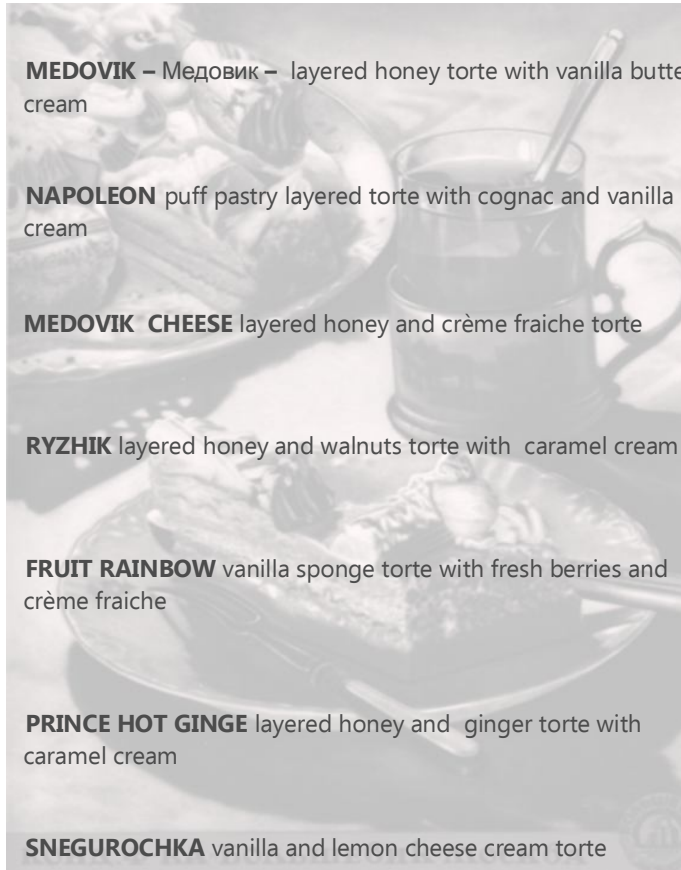 MEDOVIK – Медовик – layered honey torte with vanilla butte
cream
NAPOLEON puff pastry layered torte with cognac and vanilla
cream
MEDOVIK CHEESE layered honey and crème fraiche torte
RYZHIK layered honey and walnuts torte with caramel cream
FRUIT RAINBOW vanilla sponge torte with fresh berries and
crème fraiche
PRINCE HOT GINGE layered honey and ginger torte with
caramel cream
SNEGUROCHKA vanilla and lemon cheese cream torte